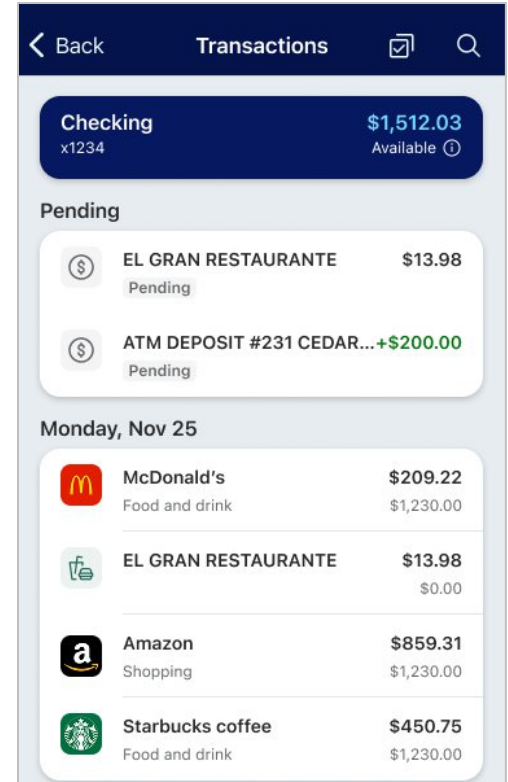 Back
Transactions
Checking
$1,512.03
x1234
Available
Pending
EL GRAN RESTAURANTE
$13.98
Pending
ATM DEPOSIT #231 CEDAR...+$200.00
Pending
Monday, Nov 25
McDonald's
$209.22
Food and drink
$1,230.00
EL GRAN RESTAURANTE
$13.98
$0.00
Amazon
$859.31
Shopping
$1,230.00
Starbucks coffee
$450.75
Food and drink
$1,230.00